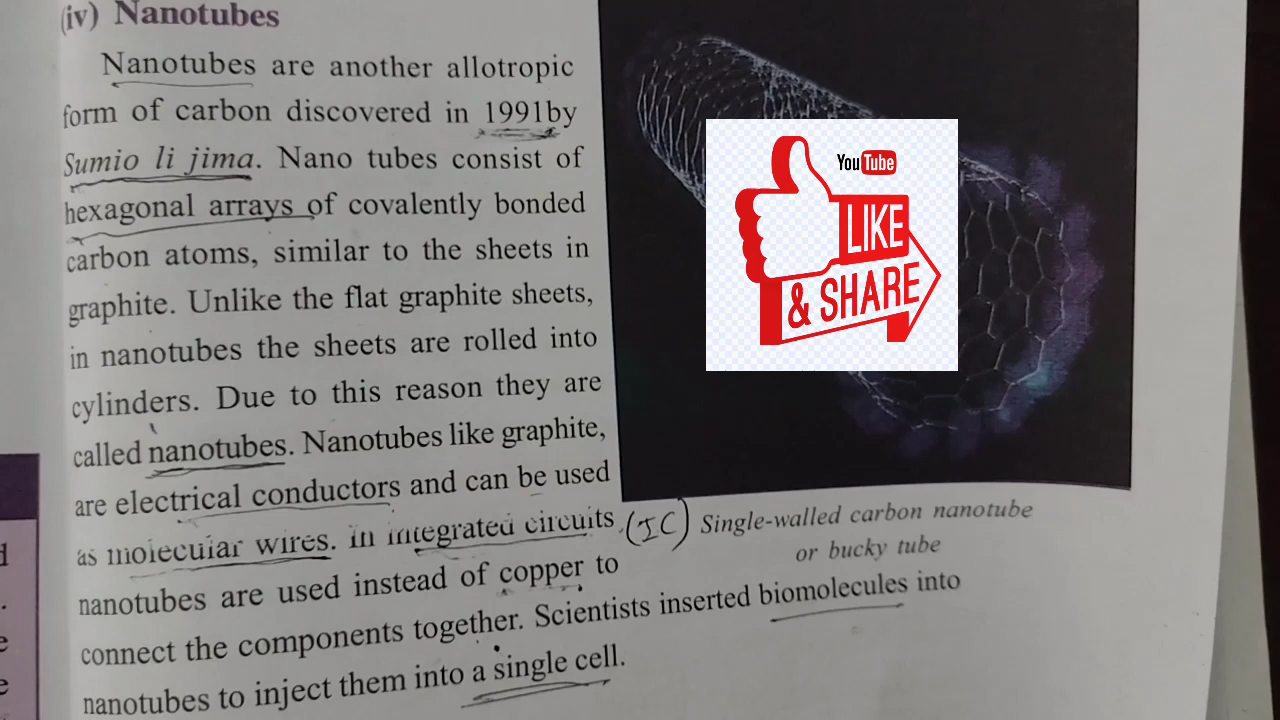 (iv) Nanotubes
Nanotubes are another allotropic
form of carbon discovered in 1991by
Sumio li jima. Nano tubes consist of
hexagonal arrays of covalently bonded
carbon atoms, similar to the sheets in
graphite. Unlike the flat graphite sheets,
in nanotubes the sheets are rolled into
cylinders. Due to this reason they are
called nanotubes. Nanotubes like graphite,
are electrical conductors and can be used
as molecular wires. In integrated circuits (IC)
nanotubes are used instead of copper to
connect the components together. Scientists inserted biomolecules into
nanotubes to inject them into a single cell.
YouTube
LIKE
& SHARE
Single-walled carbon nanotube
or bucky tube
d
.
e
e